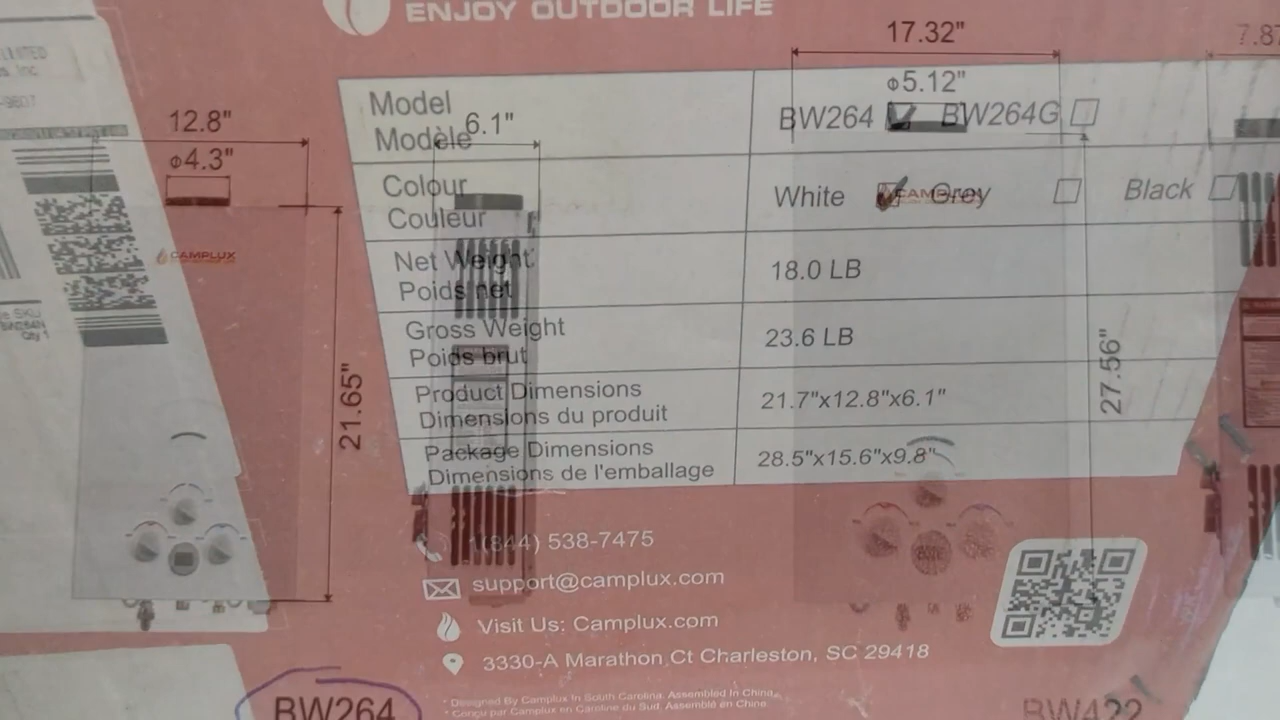 ENJOY OUTDOOR LIFE
17.32"
7.87
Φ5.12"
12.8"
Φ4.3"
6.1"
Model
Modèle
BW264 BW264G
Colour
Couleur
White Grey Black
CAMPLUX
CAMPLUX
Net Weight
Poids net
18.0 LB
Gross Weight
Poids brut
23.6 LB
21.65"
27.56"
Product Dimensions
Dimensions du produit
21.7"x12.8"x6.1"
Package Dimensions
Dimensions de l'emballage
28.5"x15.6"x9.8"
1(844) 538-7475
support@camplux.com
Visit Us: Camplux.com
3330-A Marathon Ct Charleston, SC 29418
BW264
BW422
* Designed By Camplux In South Carolina, Assembled In China.
* Conçu par Camplux en Caroline du Sud, Assemblé en Chine.